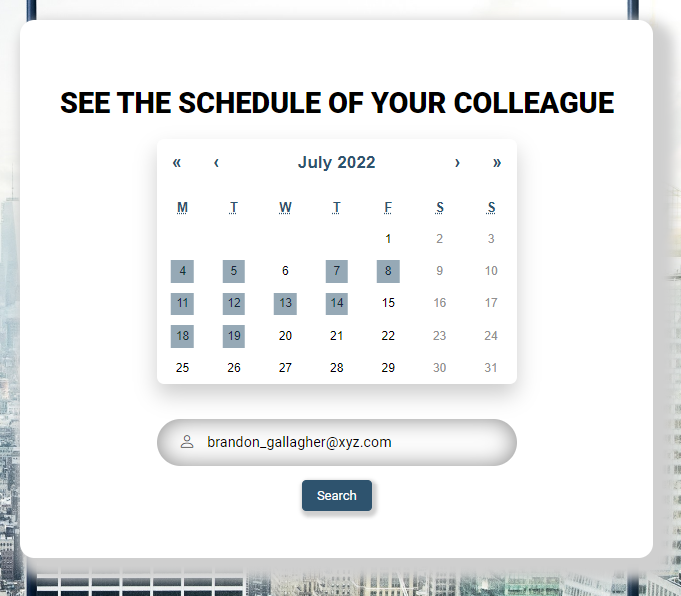 SEE THE SCHEDULE OF YOUR COLLEAGUE
« ‹ July 2022 › »
M T W T F S S
1 2 3
4 5 6 7 8 9 10
11 12 13 14 15 16 17
18 19 20 21 22 23 24
25 26 27 28 29 30 31
brandon_gallagher@xyz.com
Search